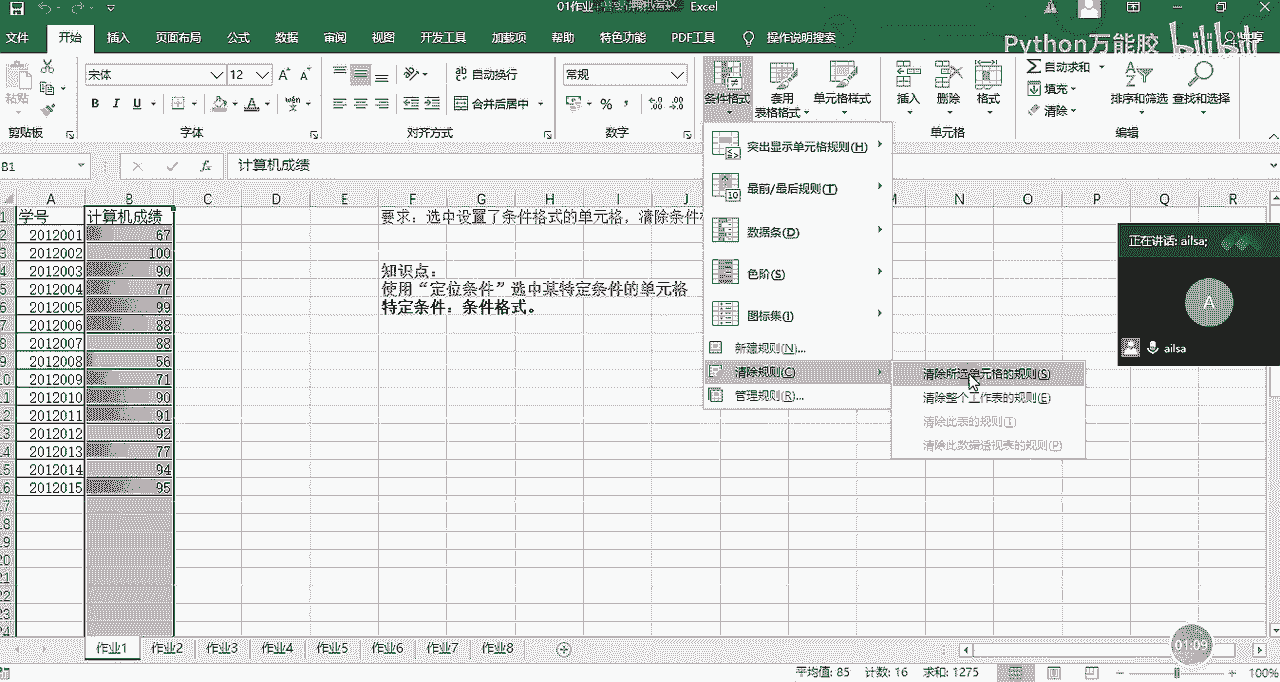 01作业 Excel
文件 开始 插入 页面布局 公式 数据 审阅 视图 开发工具 加载项 帮助 特色功能 PDF工具 操作说明搜索
Python万能胶 bilibili
粘贴 宋体 12 自动换行 常规 条件格式 套用 表格格式 单元格样式 插入 删除 格式 自动求和 填充 清除 排序和筛选 查找和选择
B I U 合并后居中 %
剪贴板 字体 对齐方式 数字 单元格 编辑
B1 fx 计算机成绩
A B C D E F G H I J N O P Q R
1 学号 计算机成绩 要求：选中设置了条件格式的单元格，清除条件
2 2012001 67
3 2012002 100
4 2012003 90 知识点：
5 2012004 77 使用“定位条件”选中某特定条件的单元格
6 2012005 99 特定条件：条件格式。
7 2012006 88
8 2012007 88
9 2012008 56
10 2012009 71
11 2012010 90
12 2012011 91
13 2012012 92
14 2012013 77
15 2012014 94
16 2012015 95
17
18
19
20
21
22
23
24
突出显示单元格规则(H)
最前/最后规则(T)
数据条(D)
色阶(S)
图标集(I)
新建规则(N)...
清除规则(C)
管理规则(R)...
清除所选单元格的规则(S)
清除整个工作表的规则(E)
清除此表的规则(T)
清除此数据透视表的规则(P)
正在讲话: ailsa;
A
ailsa
01:09
作业1 作业2 作业3 作业4 作业5 作业6 作业7 作业8
平均值: 85 计数: 16 求和: 1275 100%